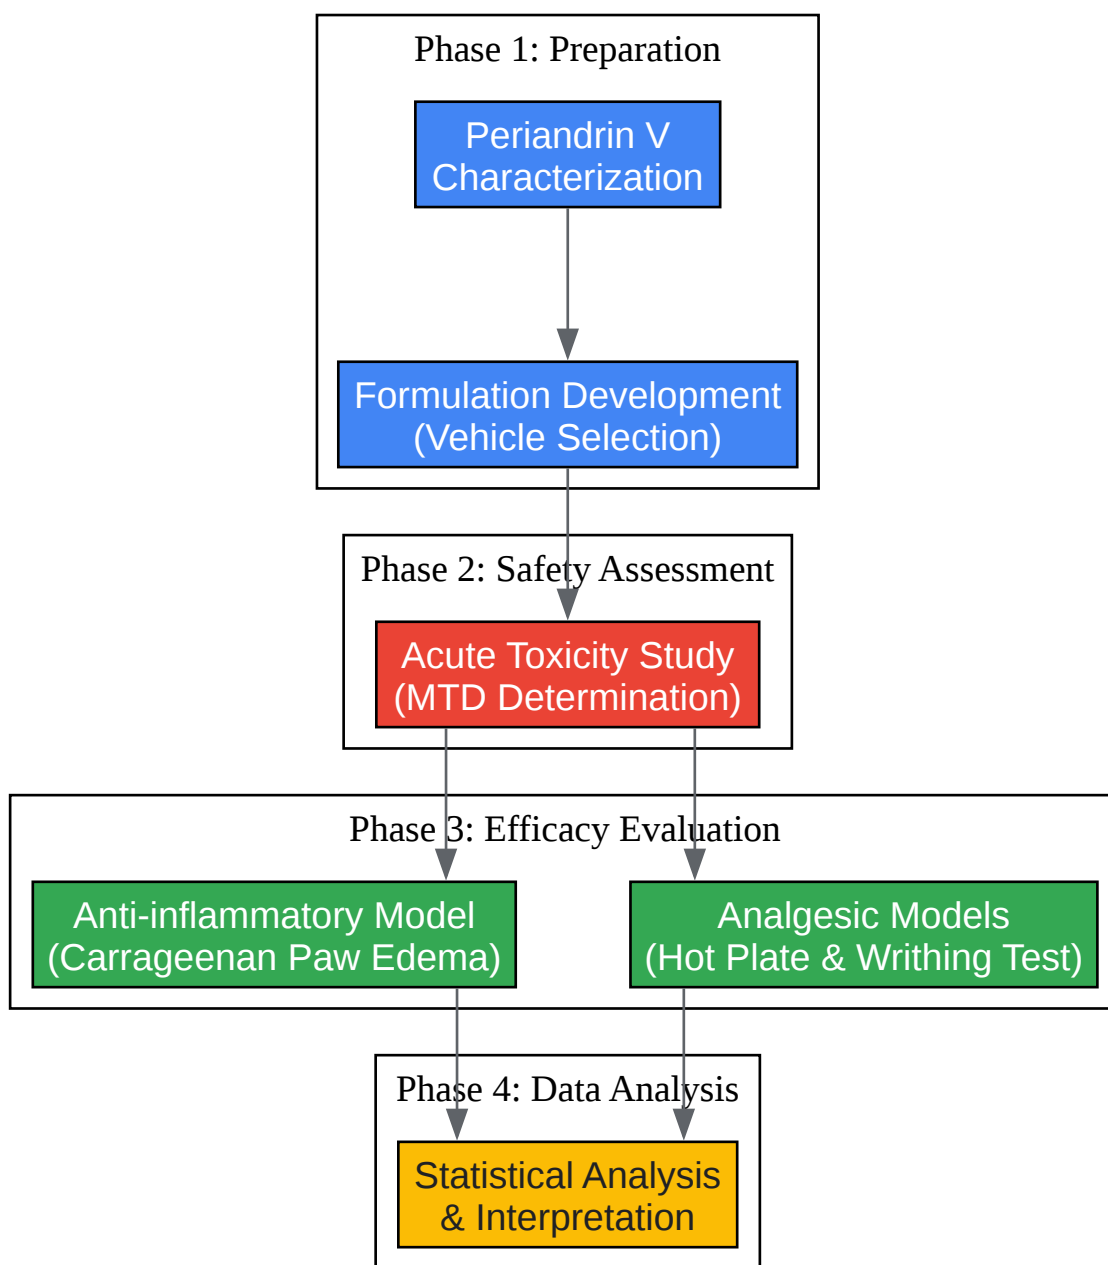 Phase 1: Preparation
Periandrin V
Characterization
Formulation Development
(Vehicle Selection)
Phase 2: Safety Assessment
Acute Toxicity Study
(MTD Determination)
Phase 3: Efficacy Evaluation
Anti-inflammatory Model
(Carrageenan Paw Edema)
Analgesic Models
(Hot Plate & Writhing Test)
Phase 4: Data Analysis
Statistical Analysis
& Interpretation